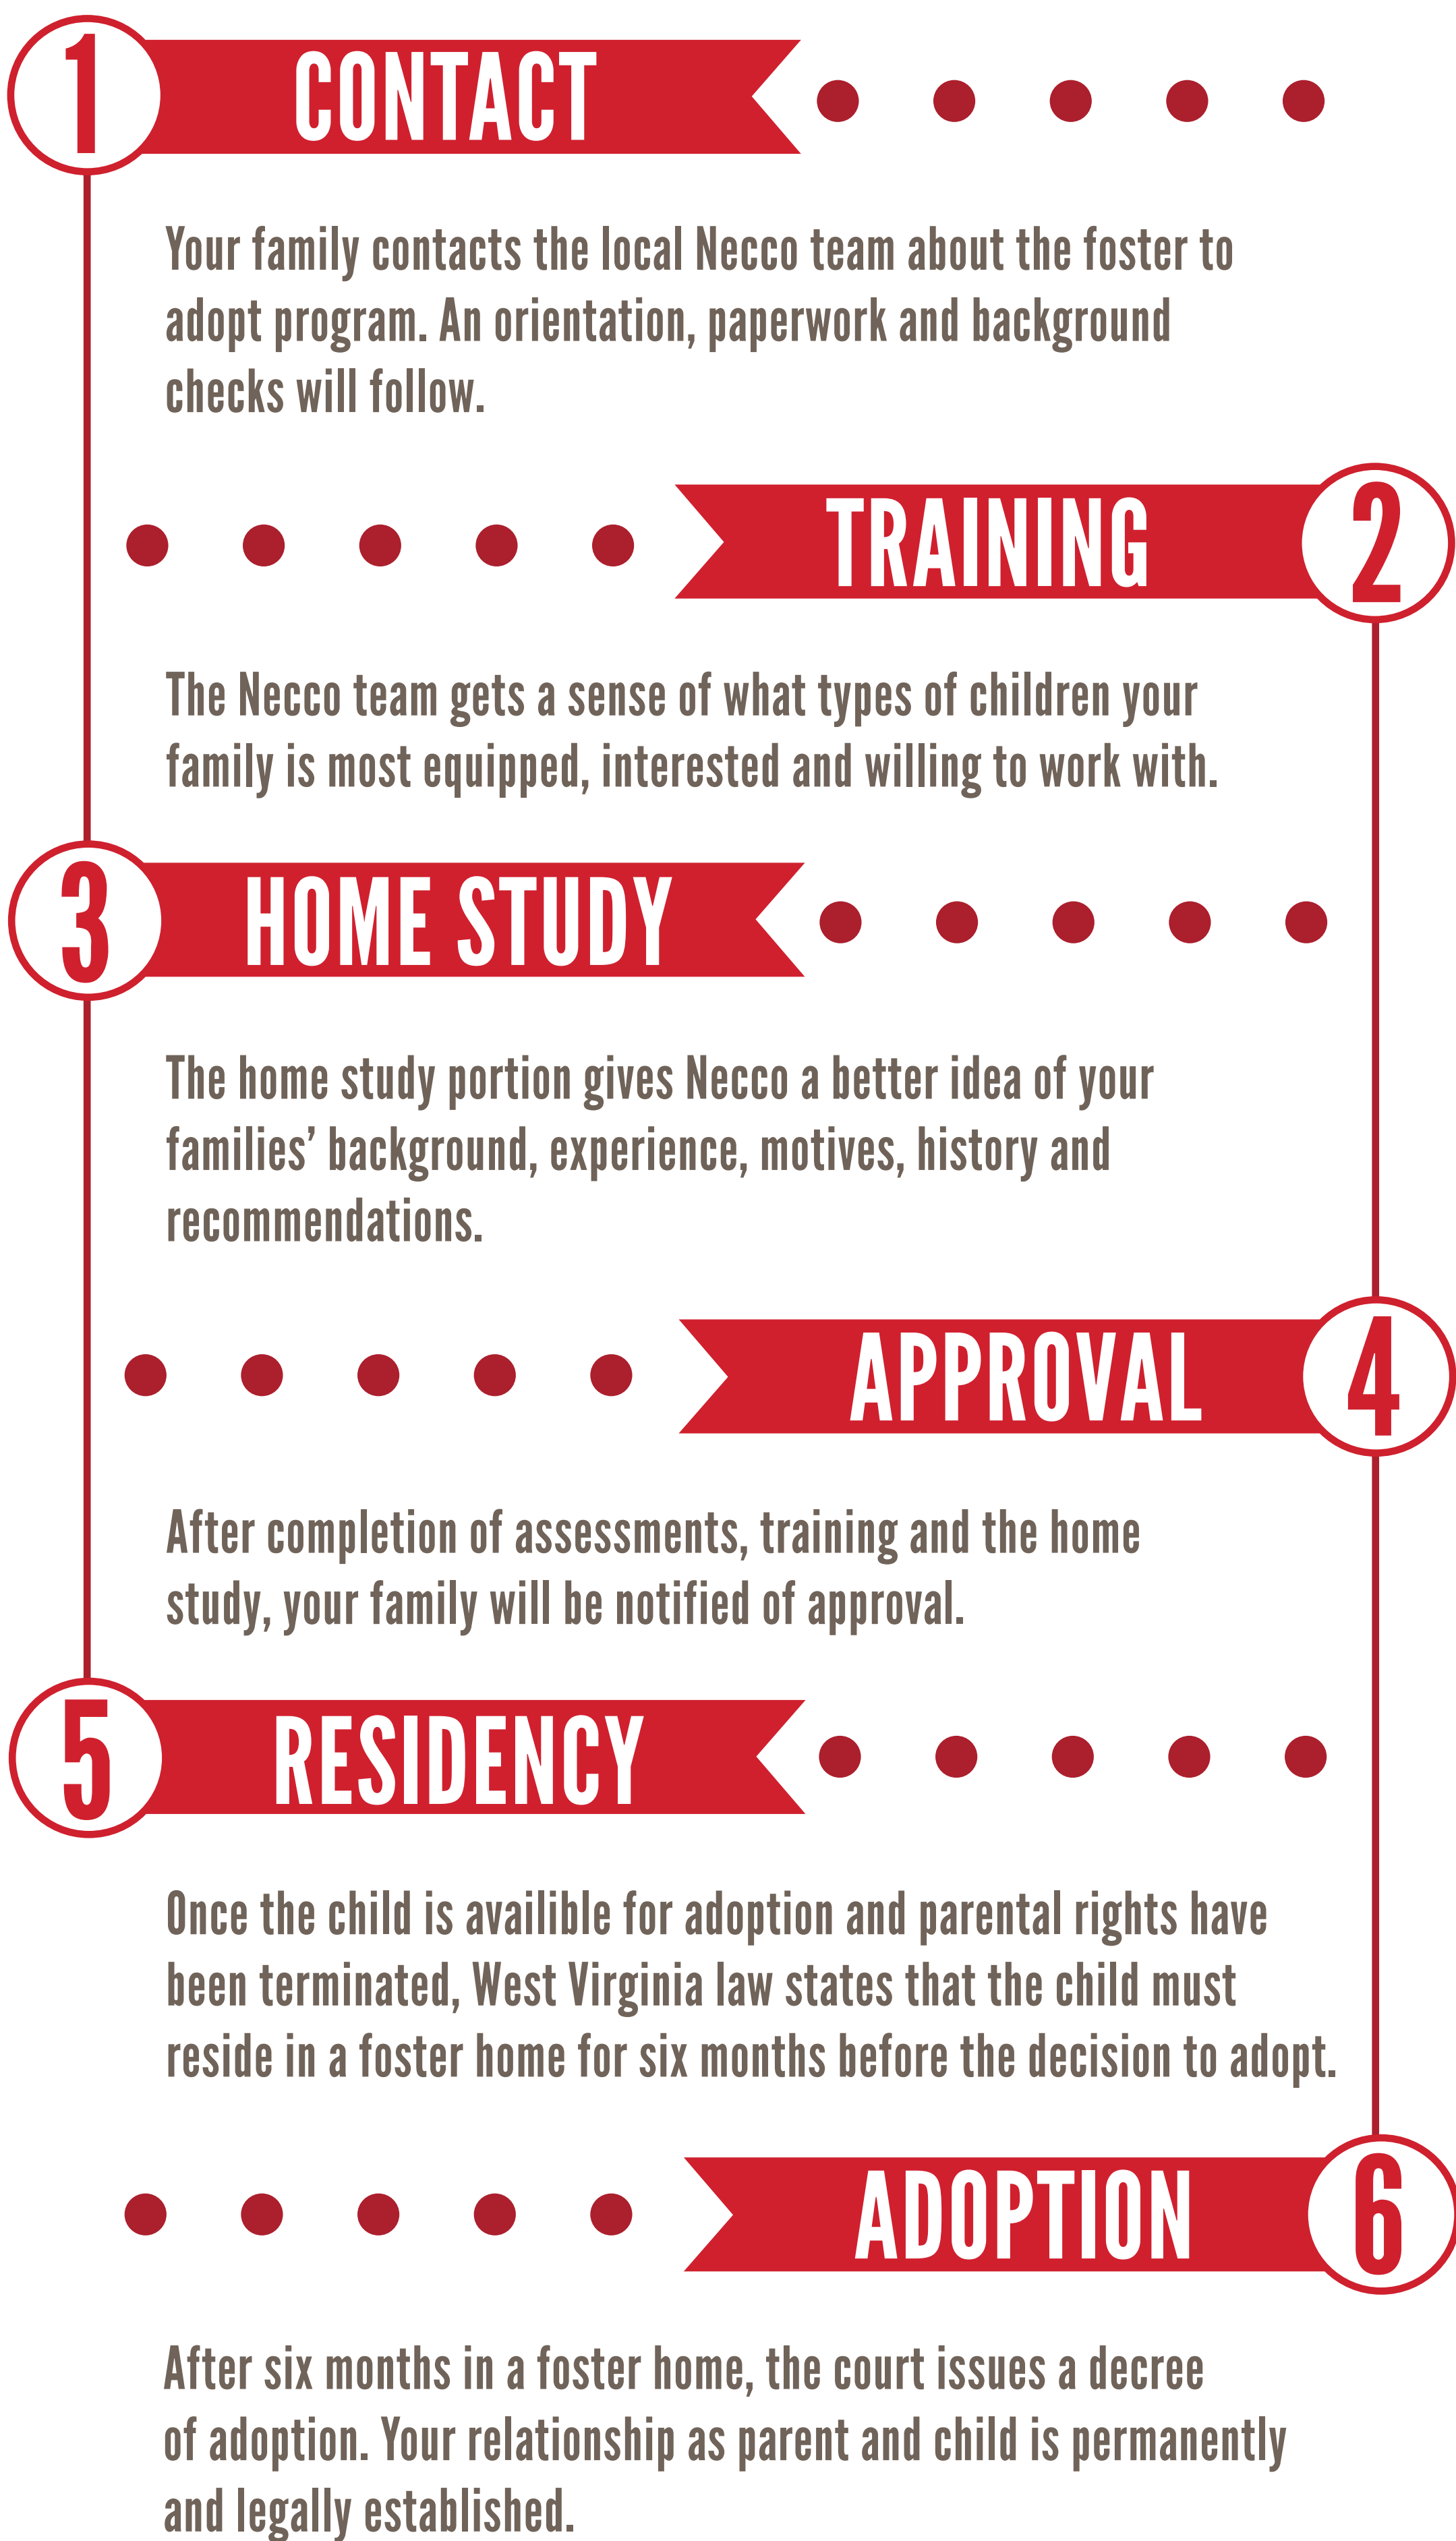 1 CONTACT
Your family contacts the local Necco team about the foster to
adopt program. An orientation, paperwork and background
checks will follow.
TRAINING 2
The Necco team gets a sense of what types of children your
family is most equipped, interested and willing to work with.
3 HOME STUDY
The home study portion gives Necco a better idea of your
families’ background, experience, motives, history and
recommendations.
APPROVAL 4
After completion of assessments, training and the home
study, your family will be notified of approval.
5 RESIDENCY
Once the child is availible for adoption and parental rights have
been terminated, West Virginia law states that the child must
reside in a foster home for six months before the decision to adopt.
ADOPTION 6
After six months in a foster home, the court issues a decree
of adoption. Your relationship as parent and child is permanently
and legally established.